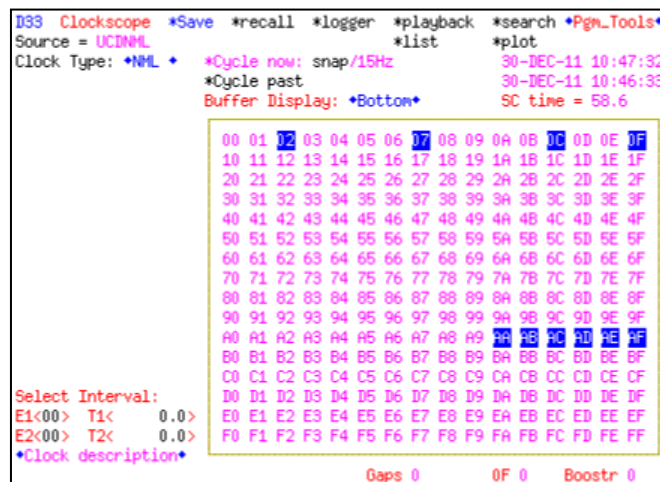 D33 Clockscope *Save *recall *logger *playback *search ◆Pgm_Tools◆
Source = UCDNML *list *plot
Clock Type: ◆NML ◆ *Cycle now: snap/15Hz 30-DEC-11 10:47:32
*Cycle past 30-DEC-11 10:46:33
Buffer Display: ◆Bottom◆ SC time = 58.6
00 01 02 03 04 05 06 07 08 09 0A 0B 0C 0D 0E 0F
10 11 12 13 14 15 16 17 18 19 1A 1B 1C 1D 1E 1F
20 21 22 23 24 25 26 27 28 29 2A 2B 2C 2D 2E 2F
30 31 32 33 34 35 36 37 38 39 3A 3B 3C 3D 3E 3F
40 41 42 43 44 45 46 47 48 49 4A 4B 4C 4D 4E 4F
50 51 52 53 54 55 56 57 58 59 5A 5B 5C 5D 5E 5F
60 61 62 63 64 65 66 67 68 69 6A 6B 6C 6D 6E 6F
70 71 72 73 74 75 76 77 78 79 7A 7B 7C 7D 7E 7F
80 81 82 83 84 85 86 87 88 89 8A 8B 8C 8D 8E 8F
90 91 92 93 94 95 96 97 98 99 9A 9B 9C 9D 9E 9F
A0 A1 A2 A3 A4 A5 A6 A7 A8 A9 AA AB AC AD AE AF
B0 B1 B2 B3 B4 B5 B6 B7 B8 B9 BA BB BC BD BE BF
C0 C1 C2 C3 C4 C5 C6 C7 C8 C9 CA CB CC CD CE CF
Select Interval: D0 D1 D2 D3 D4 D5 D6 D7 D8 D9 DA DB DC DD DE DF
E1<00> T1< 0.0> E0 E1 E2 E3 E4 E5 E6 E7 E8 E9 EA EB EC ED EE EF
E2<00> T2< 0.0> F0 F1 F2 F3 F4 F5 F6 F7 F8 F9 FA FB FC FD FE FF
◆Clock description◆
Gaps 0 0F 0 Boostr 0